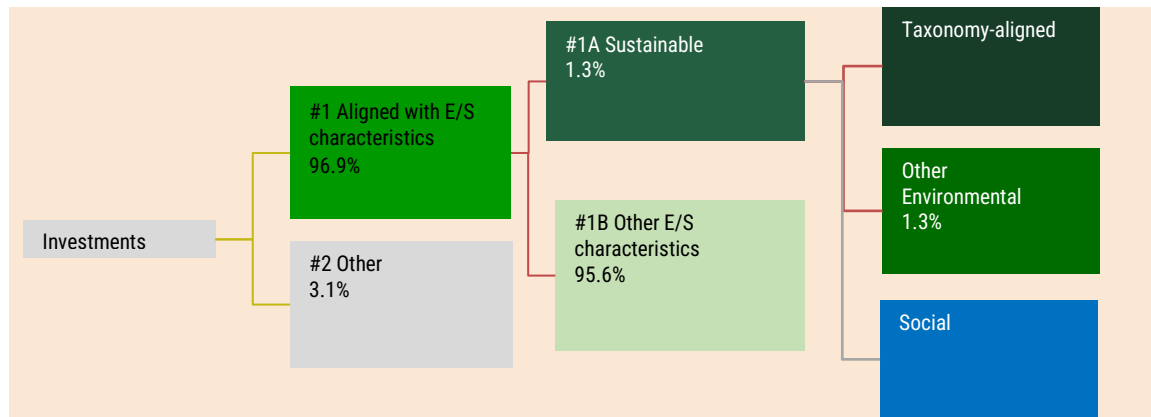 Investments
#1 Aligned with E/S
characteristics
96.9%
#2 Other
3.1%
#1A Sustainable
1.3%
#1B Other E/S
characteristics
95.6%
Taxonomy-aligned
Other
Environmental
1.3%
Social